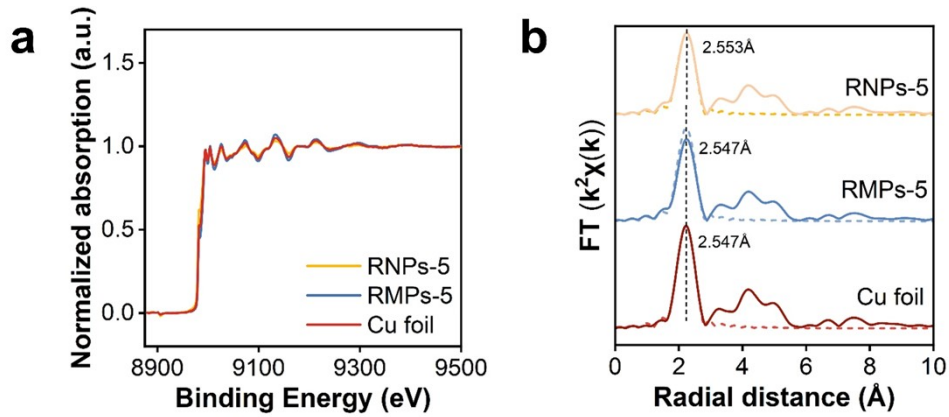 a
Normalized absorption (a.u.)
1.5
1.0
0.5
0.0
RNPs-5
RMPs-5
Cu foil
8900 9100 9300 9500
Binding Energy (eV)
b
FT (k²χ(k))
2.553Å
RNPs-5
2.547Å
RMPs-5
2.547Å
Cu foil
0 2 4 6 8 10
Radial distance (Å)